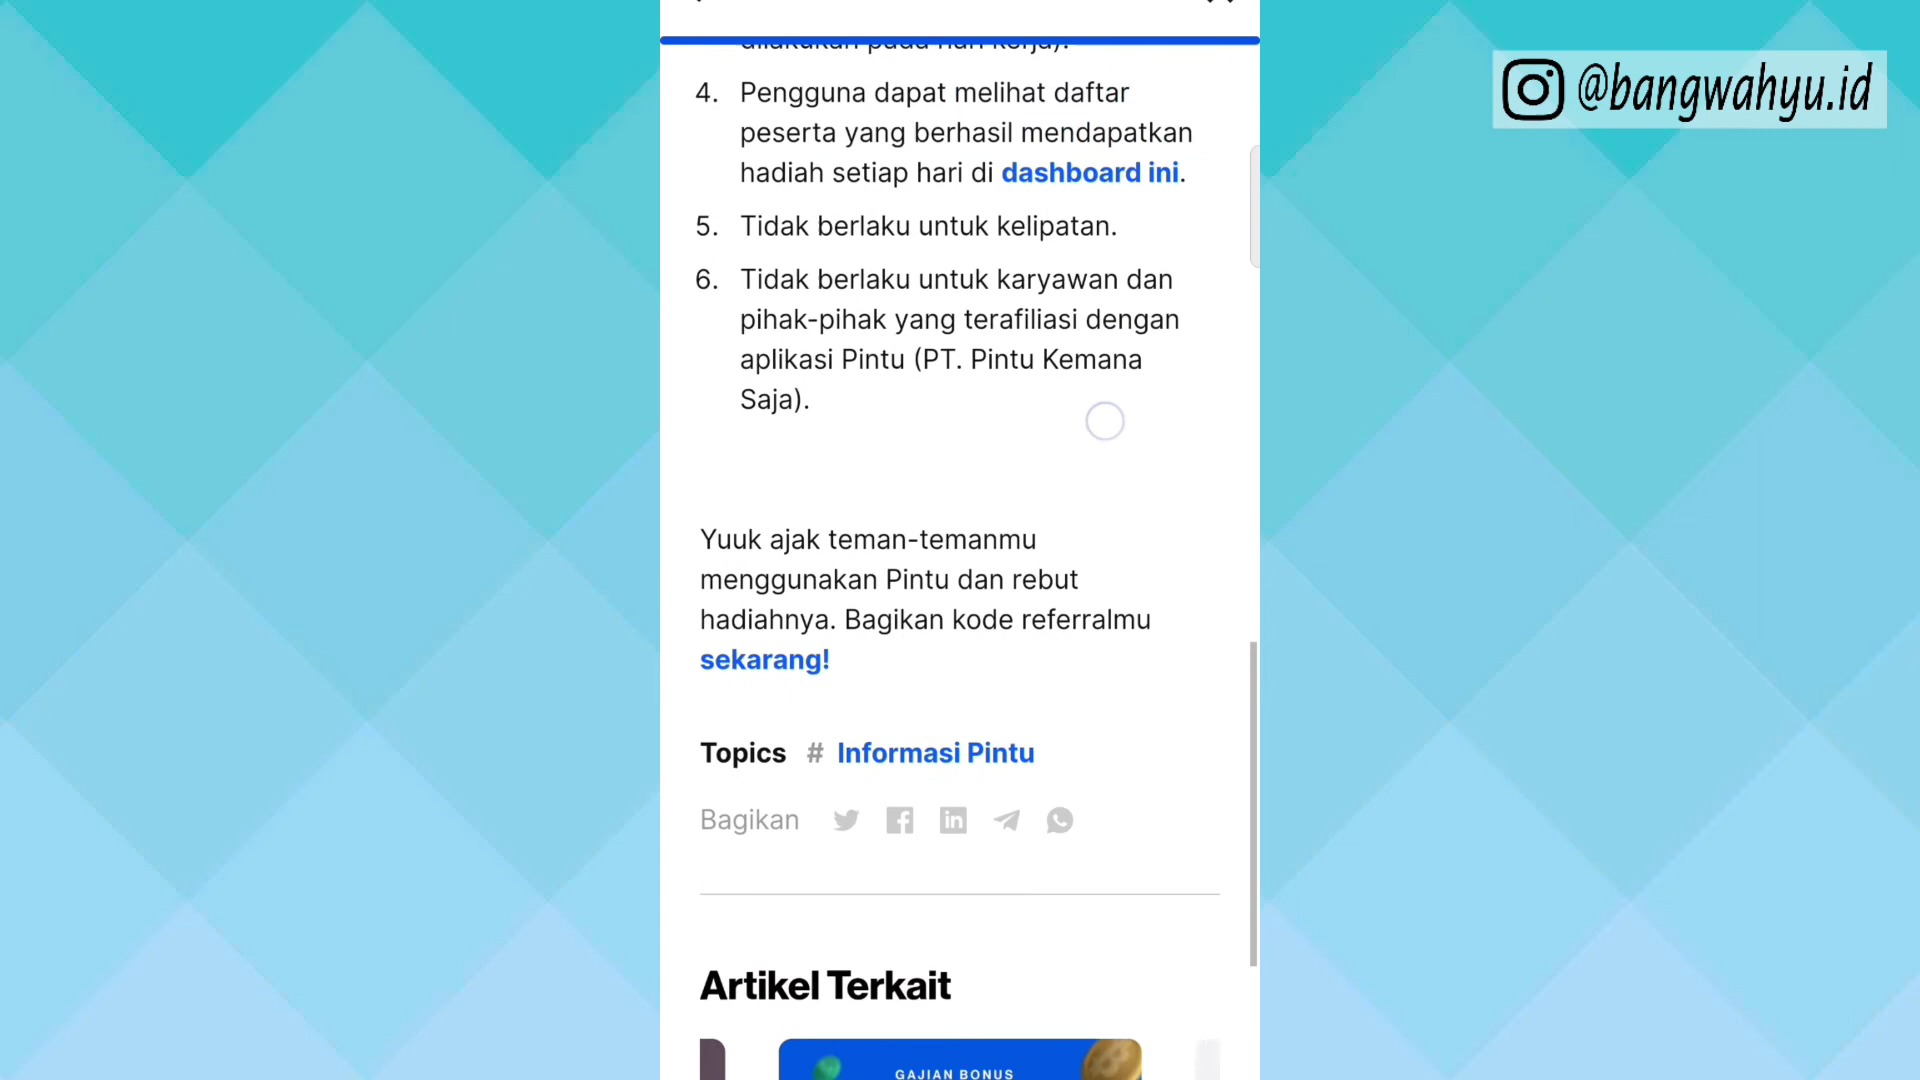 @bangwahyu.id
4. Pengguna dapat melihat daftar
peserta yang berhasil mendapatkan
hadiah setiap hari di dashboard ini.
5. Tidak berlaku untuk kelipatan.
6. Tidak berlaku untuk karyawan dan
pihak-pihak yang terafiliasi dengan
aplikasi Pintu (PT. Pintu Kemana
Saja).
Yuuk ajak teman-temanmu
menggunakan Pintu dan rebut
hadiahnya. Bagikan kode referralmu
sekarang!
Topics # Informasi Pintu
Bagikan
Artikel Terkait
GAJIAN BONUS